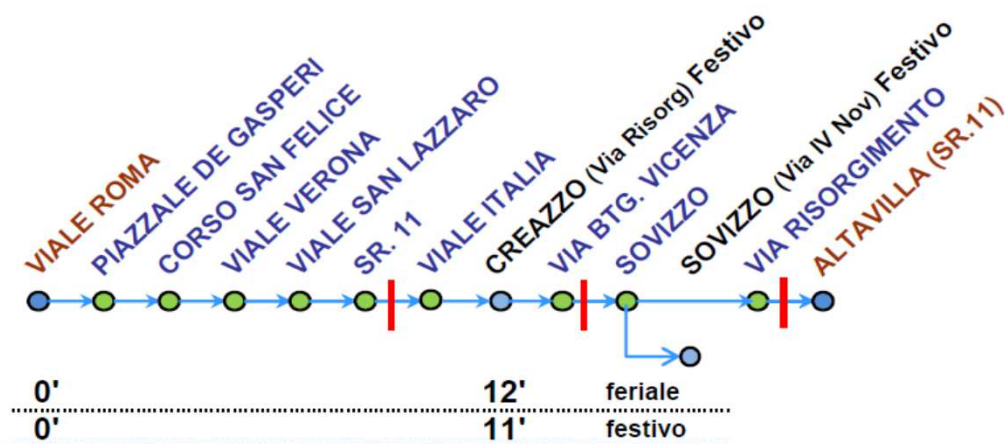 VIALE ROMA
PIAZZALE DE GASPERI
CORSO SAN FELICE
VIALE VERONA
VIALE SAN LAZZARO
SR. 11
VIALE ITALIA
CREAZZO (Via Risorg) Festivo
VIA BTG. VICENZA
SOVIZZO
SOVIZZO (Via IV Nov) Festivo
VIA RISORGIMENTO
ALTAVILLA (SR.11)
0' 12' feriale
0' 11' festivo